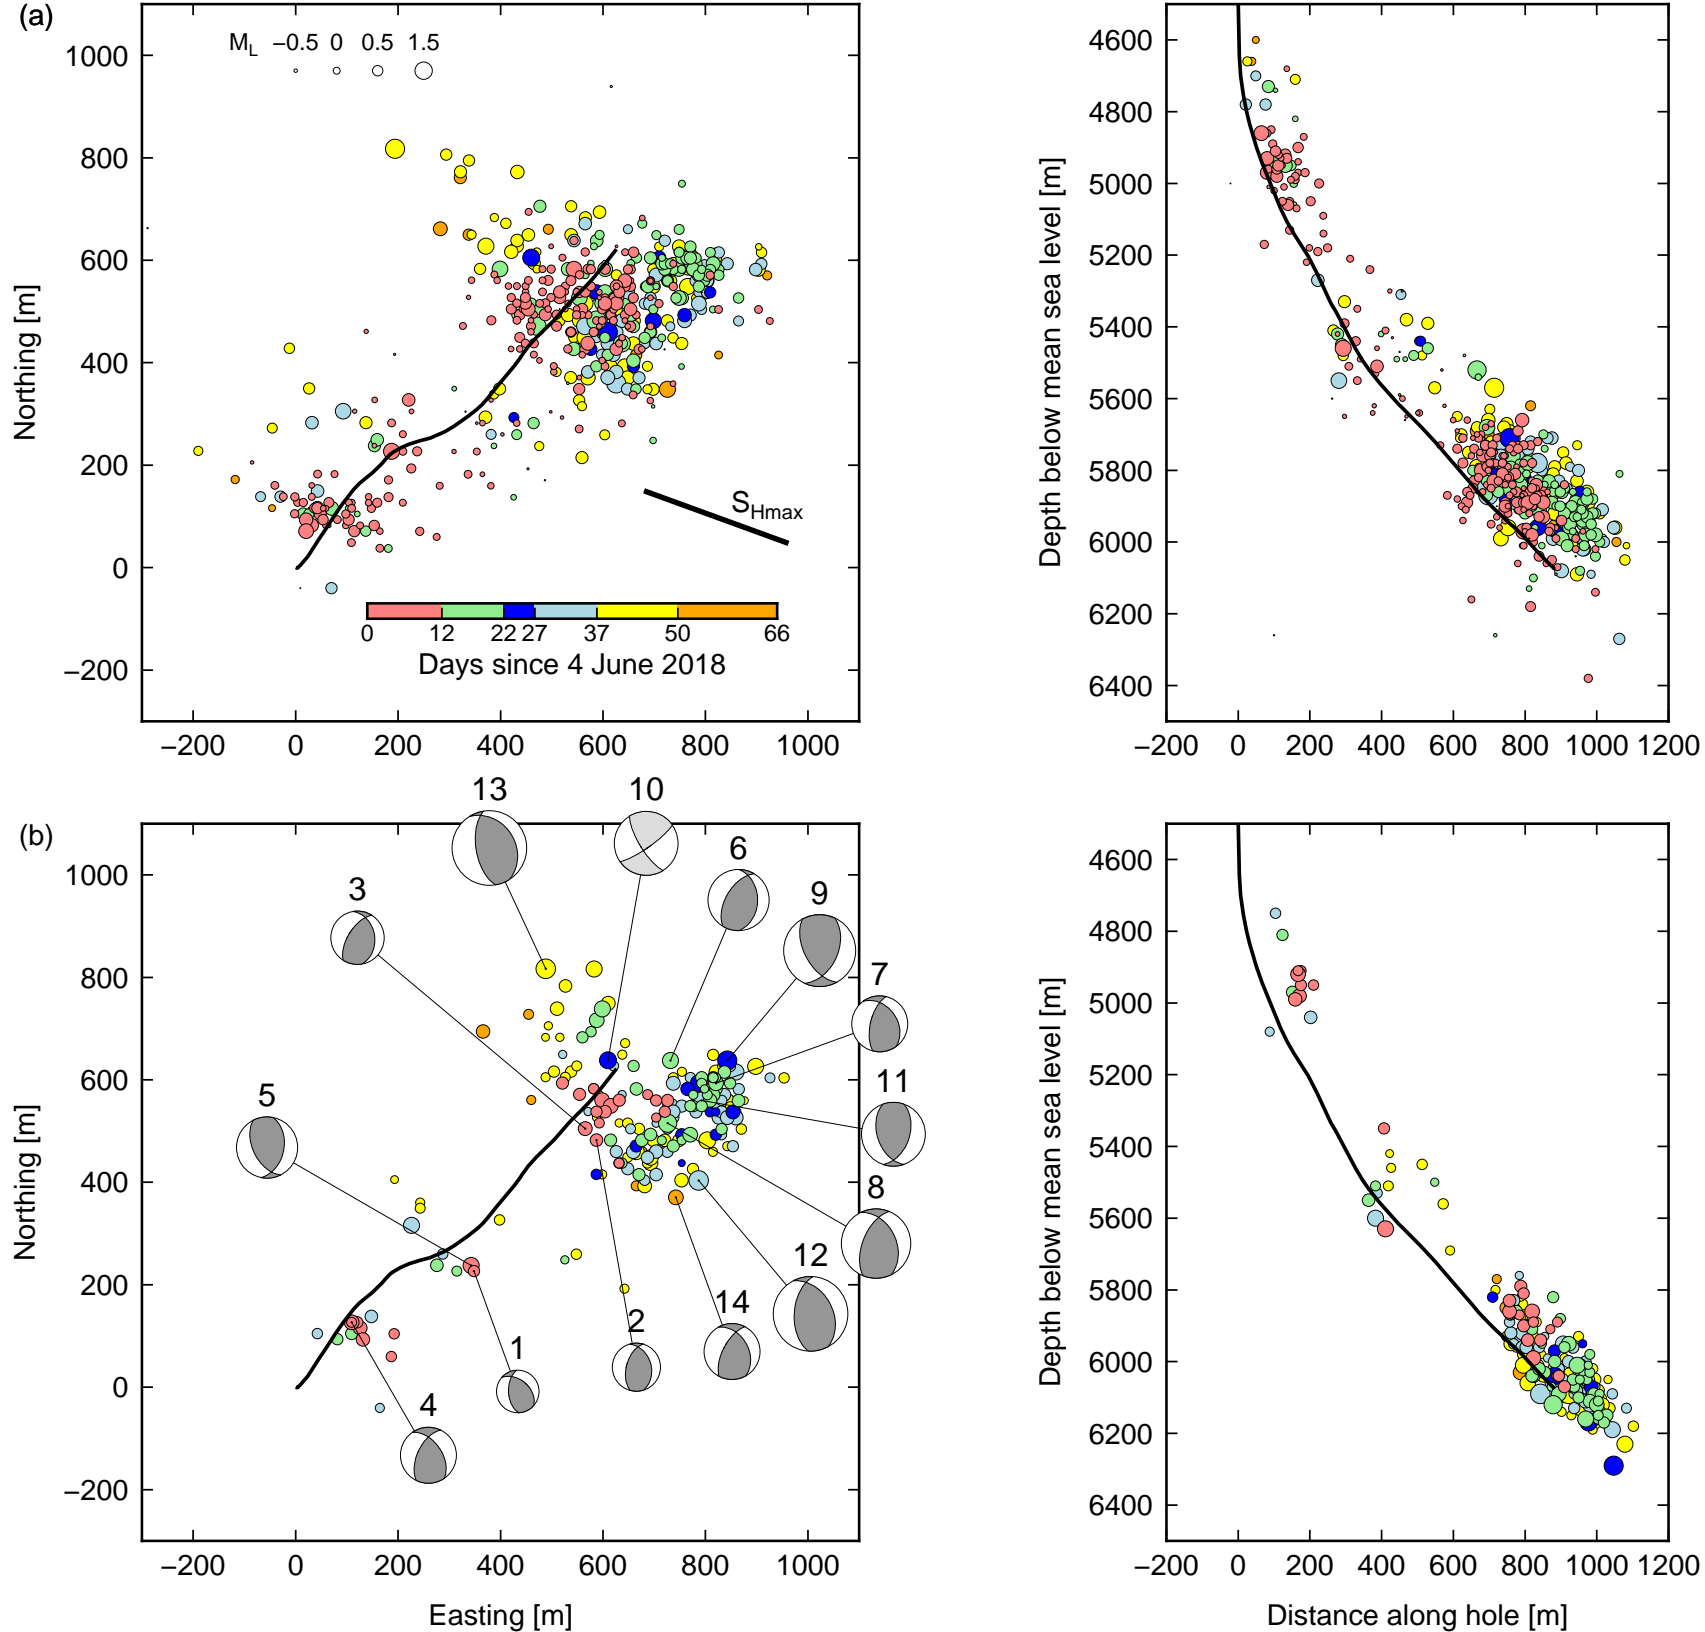 (a)
M_L −0.5 0 0.5 1.5
1000
800
600
400
200
0
−200
Northing [m]
S_Hmax
0 12 22 27 37 50 66
Days since 4 June 2018
−200 0 200 400 600 800 1000
4600
4800
5000
5200
5400
5600
5800
6000
6200
6400
Depth below mean sea level [m]
−200 0 200 400 600 800 1000 1200
(b)
13 10
6
3 9
7
5 11
8
12
14
2
1
4
1000
800
600
400
200
0
−200
Northing [m]
−200 0 200 400 600 800 1000
Easting [m]
4600
4800
5000
5200
5400
5600
5800
6000
6200
6400
Depth below mean sea level [m]
−200 0 200 400 600 800 1000 1200
Distance along hole [m]